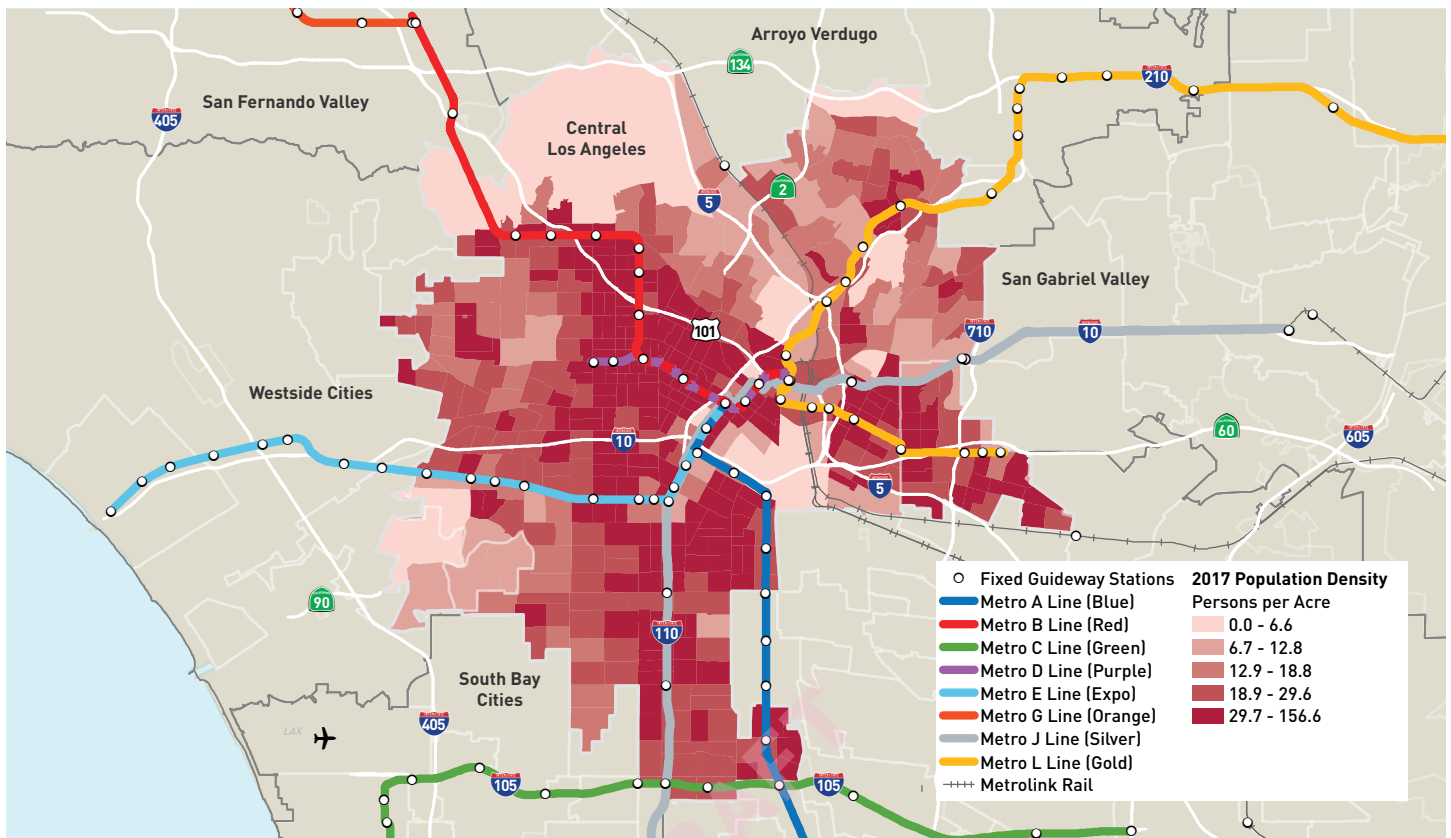 Arroyo Verdugo
134
210
San Fernando Valley
405
Central
Los Angeles
2
5
San Gabriel Valley
101
710
10
Westside Cities
10
60
605
5
90
110
South Bay
Cities
405
LAX
105
105
Fixed Guideway Stations
Metro A Line (Blue)
Metro B Line (Red)
Metro C Line (Green)
Metro D Line (Purple)
Metro E Line (Expo)
Metro G Line (Orange)
Metro J Line (Silver)
Metro L Line (Gold)
Metrolink Rail
2017 Population Density
Persons per Acre
0.0 - 6.6
6.7 - 12.8
12.9 - 18.8
18.9 - 29.6
29.7 - 156.6